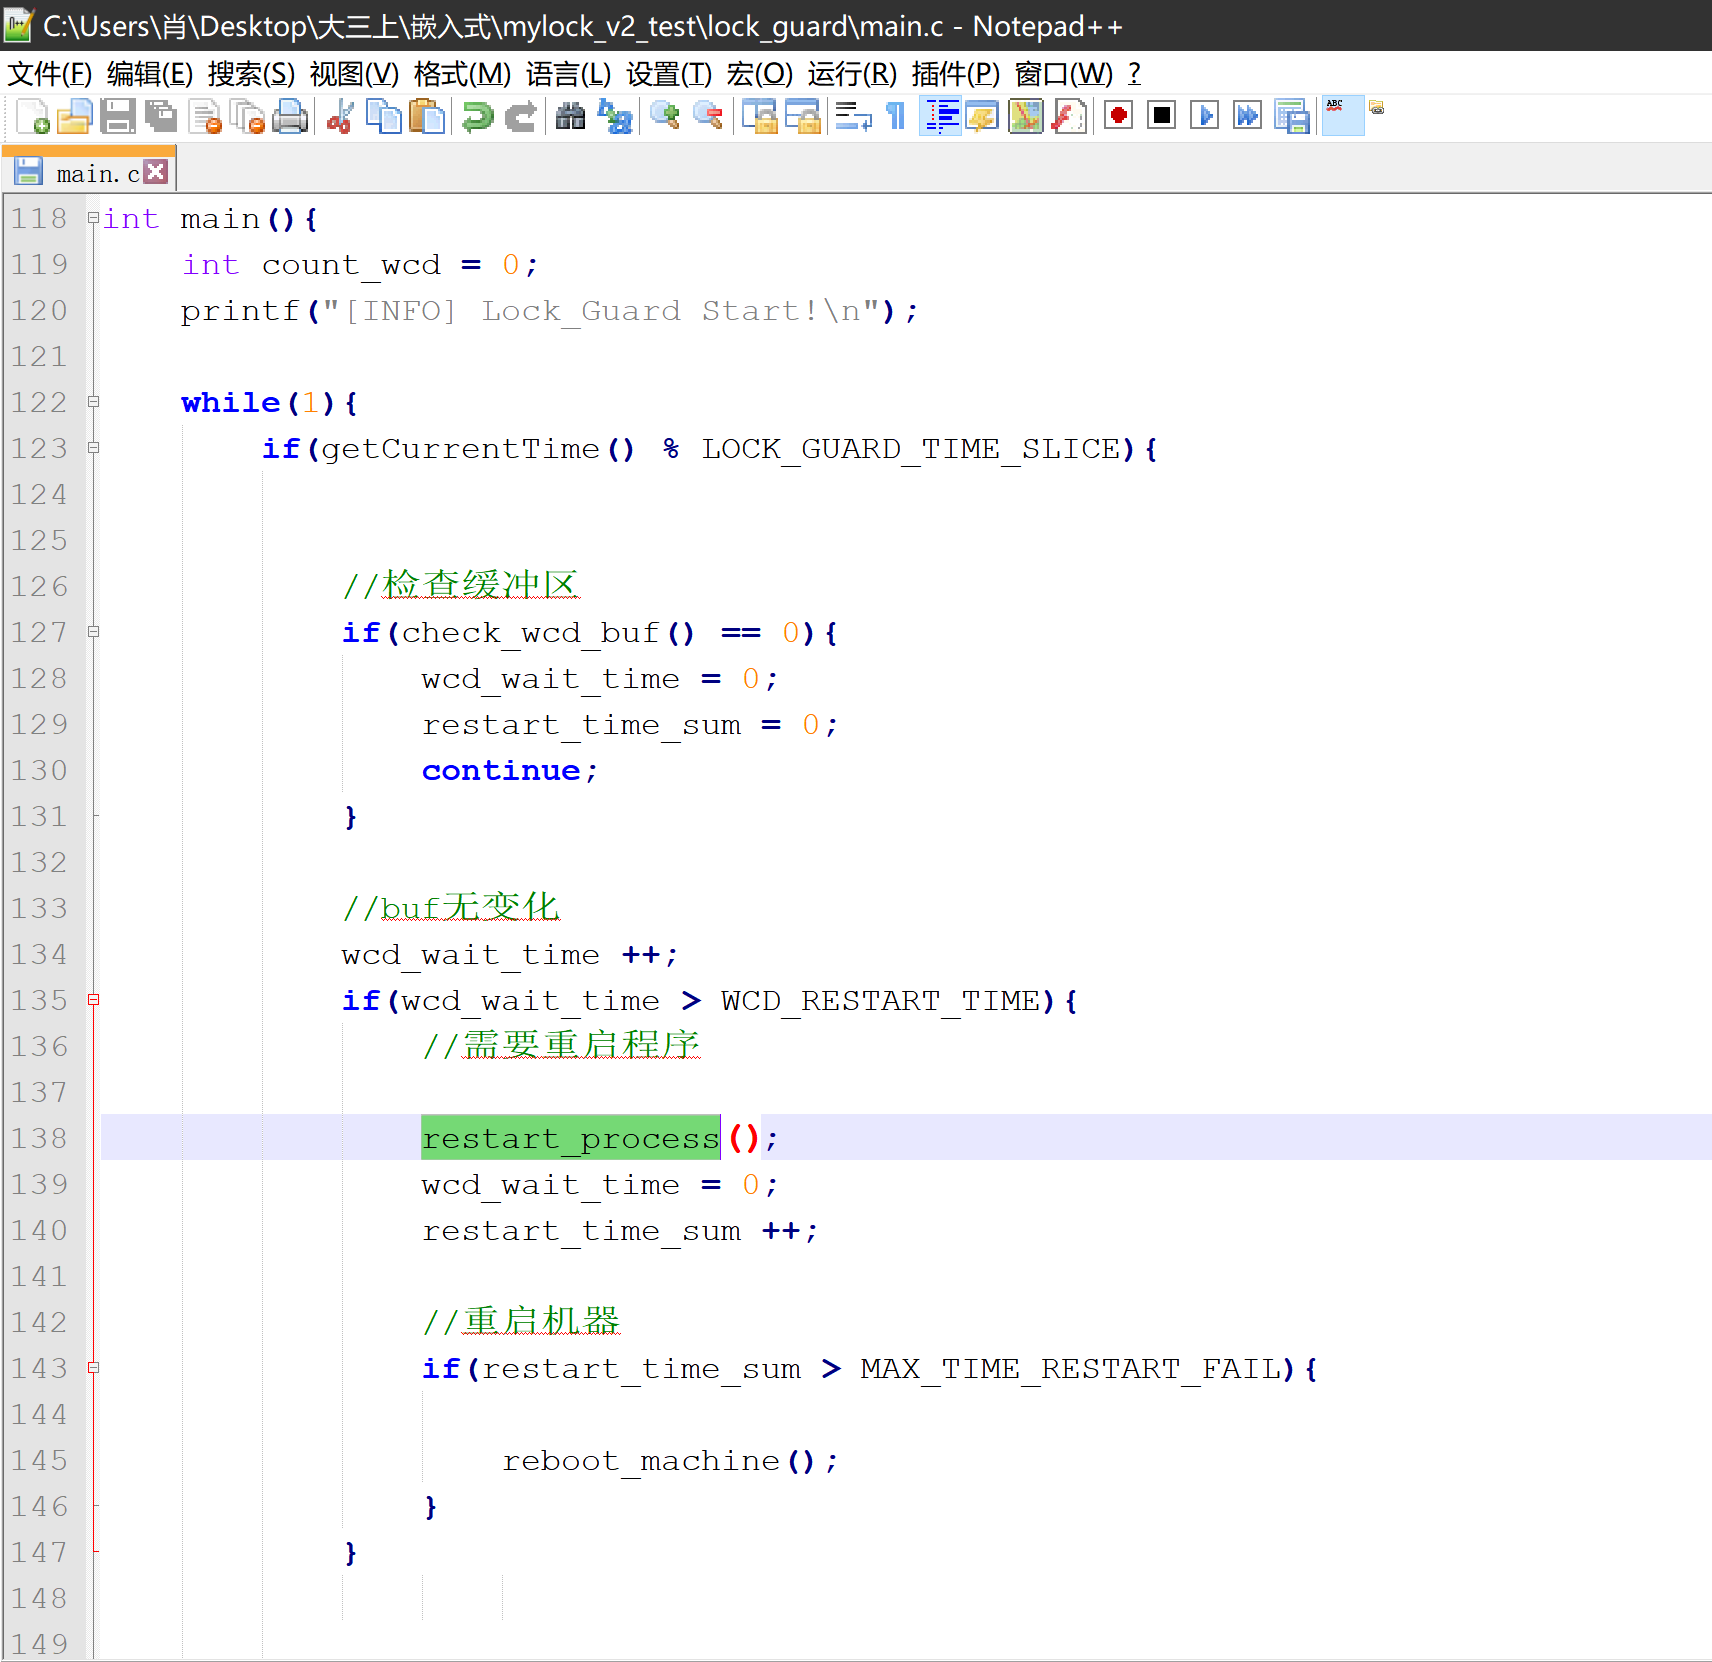 C:\Users\肖\Desktop\大三上\嵌入式\mylock_v2_test\lock_guard\main.c - Notepad++
文件(F) 编辑(E) 搜索(S) 视图(V) 格式(M) 语言(L) 设置(T) 宏(O) 运行(R) 插件(P) 窗口(W) ?
ABC
main.c
118 int main(){
119 int count_wcd = 0;
120 printf("[INFO] Lock_Guard Start!\n");
121
122 while(1){
123 if(getCurrentTime() % LOCK_GUARD_TIME_SLICE){
124
125
126 //检查缓冲区
127 if(check_wcd_buf() == 0){
128 wcd_wait_time = 0;
129 restart_time_sum = 0;
130 continue;
131 }
132
133 //buf无变化
134 wcd_wait_time ++;
135 if(wcd_wait_time > WCD_RESTART_TIME){
136 //需要重启程序
137
138 restart_process();
139 wcd_wait_time = 0;
140 restart_time_sum ++;
141
142 //重启机器
143 if(restart_time_sum > MAX_TIME_RESTART_FAIL){
144
145 reboot_machine();
146 }
147 }
148
149